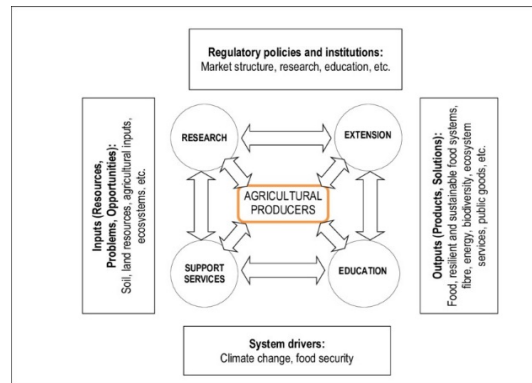 Regulatory policies and institutions:
Market structure, research, education, etc.
Inputs (Resources,
Problems, Opportunities):
Soil, land resources, agricultural inputs,
ecosystems, etc.
RESEARCH
EXTENSION
AGRICULTURAL
PRODUCERS
SUPPORT
SERVICES
EDUCATION
Outputs (Products, Solutions):
Food, resilient and sustainable food systems,
fibre, energy, biodiversity, ecosystem
services, public goods, etc.
System drivers:
Climate change, food security